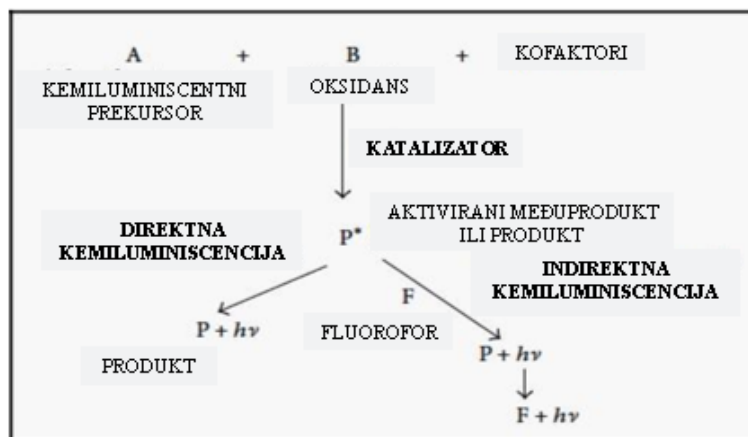 A + B + KOFAKTORI
KEMILUMINISCENTNI
PREKURSOR
OKSIDANS
KATALIZATOR
DIREKTNA
KEMILUMINISCENCIJA
P*
AKTIVIRANI MEĐUPRODUKT
ILI PRODUKT
INDIREKTNA
KEMILUMINISCENCIJA
F
FLUOROFOR
P + hν
PRODUKT
P + hν
F + hν